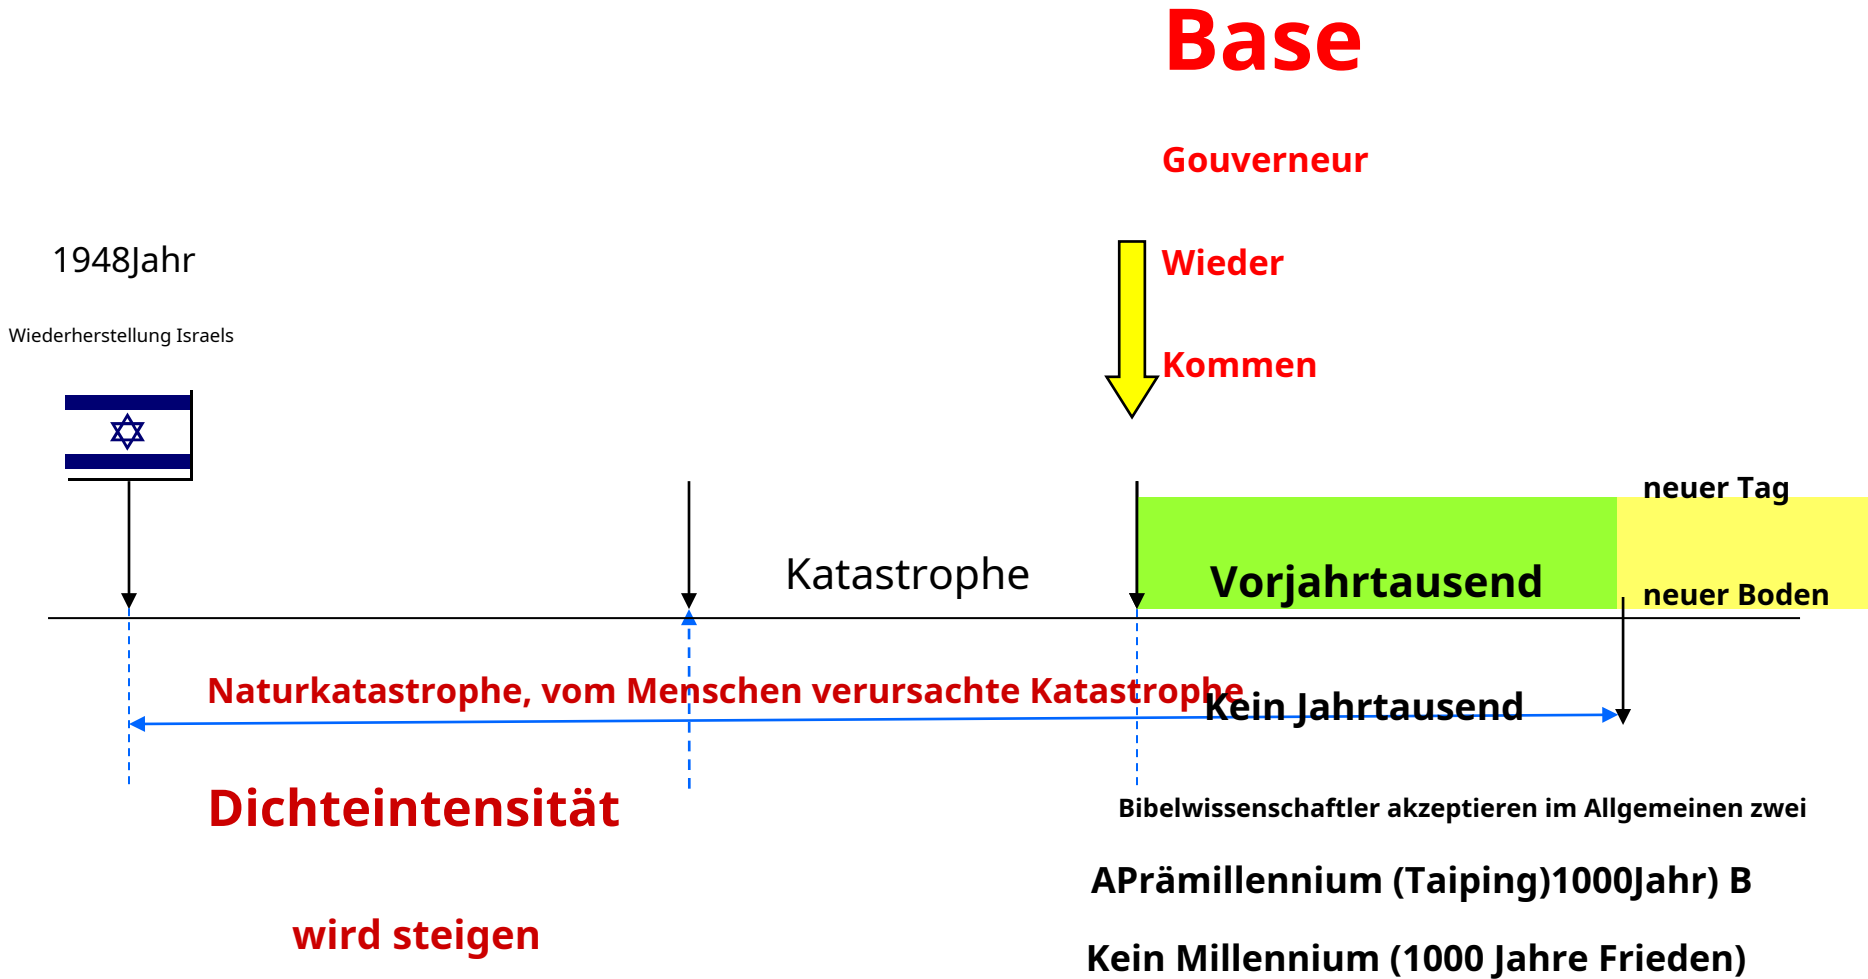 Base
Gouverneur
Wieder
Kommen
1948Jahr
Wiederherstellung Israels
neuer Tag
neuer Boden
Katastrophe
Vorjahrtausend
Naturkatastrophe, vom Menschen verursachte Katastrophe
Kein Jahrtausend
Dichteintensität
wird steigen
Bibelwissenschaftler akzeptieren im Allgemeinen zwei
APrämillennium (Taiping)1000Jahr) B
Kein Millennium (1000 Jahre Frieden)